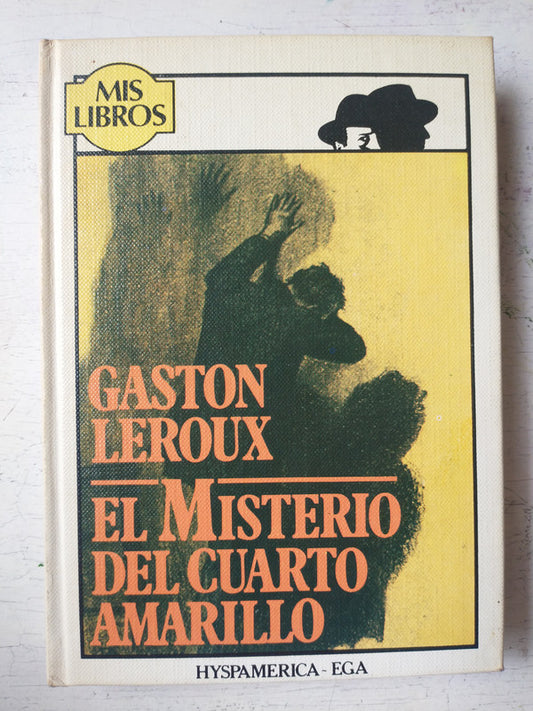 MIS
LIBROS
GASTON
LEROUX
EL MISTERIO
DEL CUARTO
AMARILLO
HYSPAMERICA - EGA